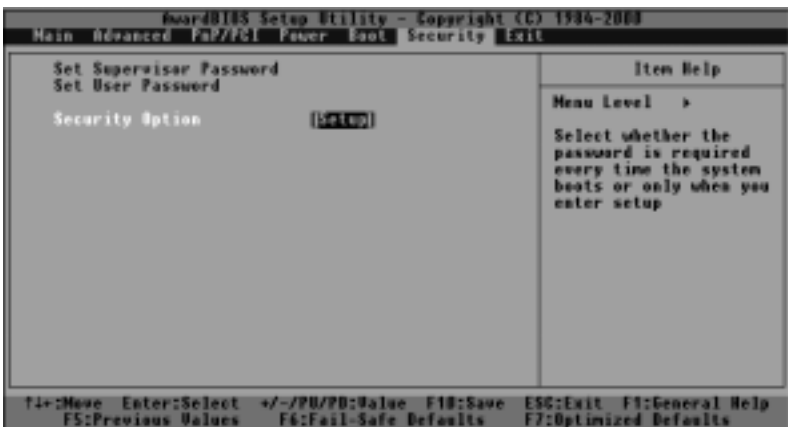 AwardBIOS Setup Utility - Copyright (C) 1984-2000
Main Advanced PnP/PCI Power Boot Security Exit
Set Supervisor Password
Set User Password
Security Option [Setup]
Item Help
Menu Level ▸
Select whether the
password is required
every time the system
boots or only when you
enter setup
↑↓←:Move Enter:Select +/-/PU/PD:Value F10:Save ESC:Exit F1:General Help
F5:Previous Values F6:Fail-Safe Defaults F7:Optimized Defaults